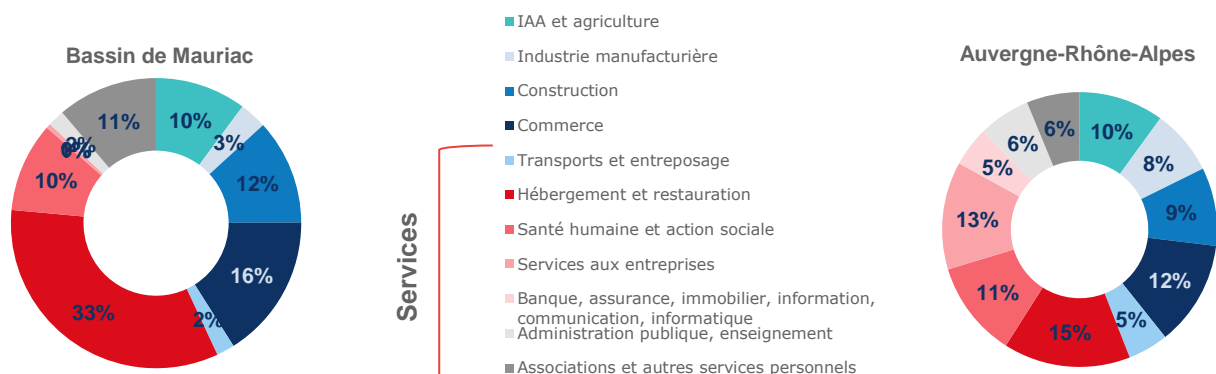 Bassin de Mauriac
11%
10%
3%
12%
16%
2%
33%
10%
2%
Services
IAA et agriculture
Industrie manufacturière
Construction
Commerce
Transports et entreposage
Hébergement et restauration
Santé humaine et action sociale
Services aux entreprises
Banque, assurance, immobilier, information,
communication, informatique
Administration publique, enseignement
Associations et autres services personnels
Auvergne-Rhône-Alpes
6%
10%
8%
9%
12%
5%
15%
11%
13%
5%
6%